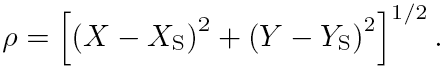 ρ = [(X − X_S)^2 + (Y − Y_S)^2]^{1/2} .